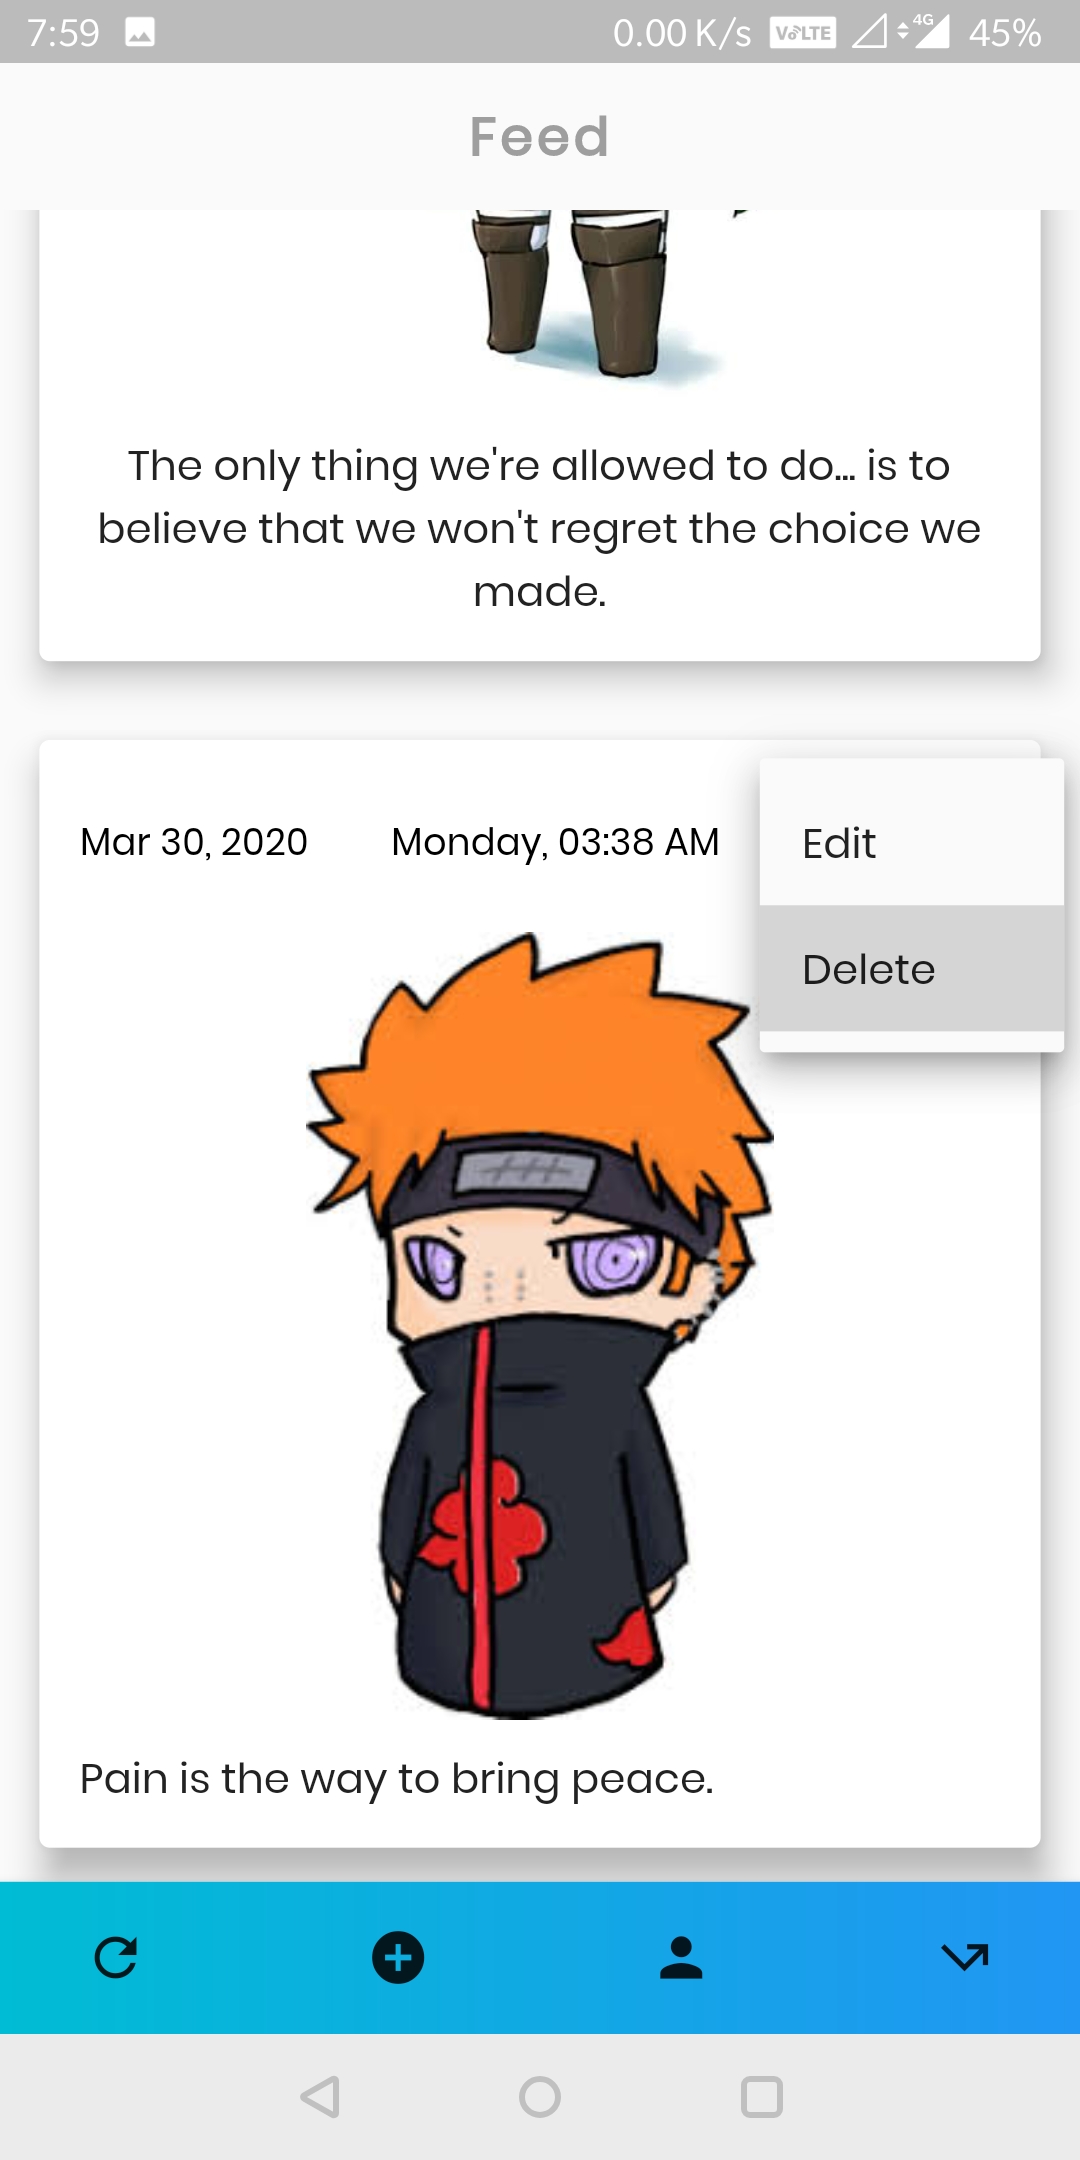 7:59 0.00 K/s VoLTE 4G 45%
Feed
The only thing we're allowed to do... is to
believe that we won't regret the choice we
made.
Mar 30, 2020 Monday, 03:38 AM
Edit
Delete
Pain is the way to bring peace.